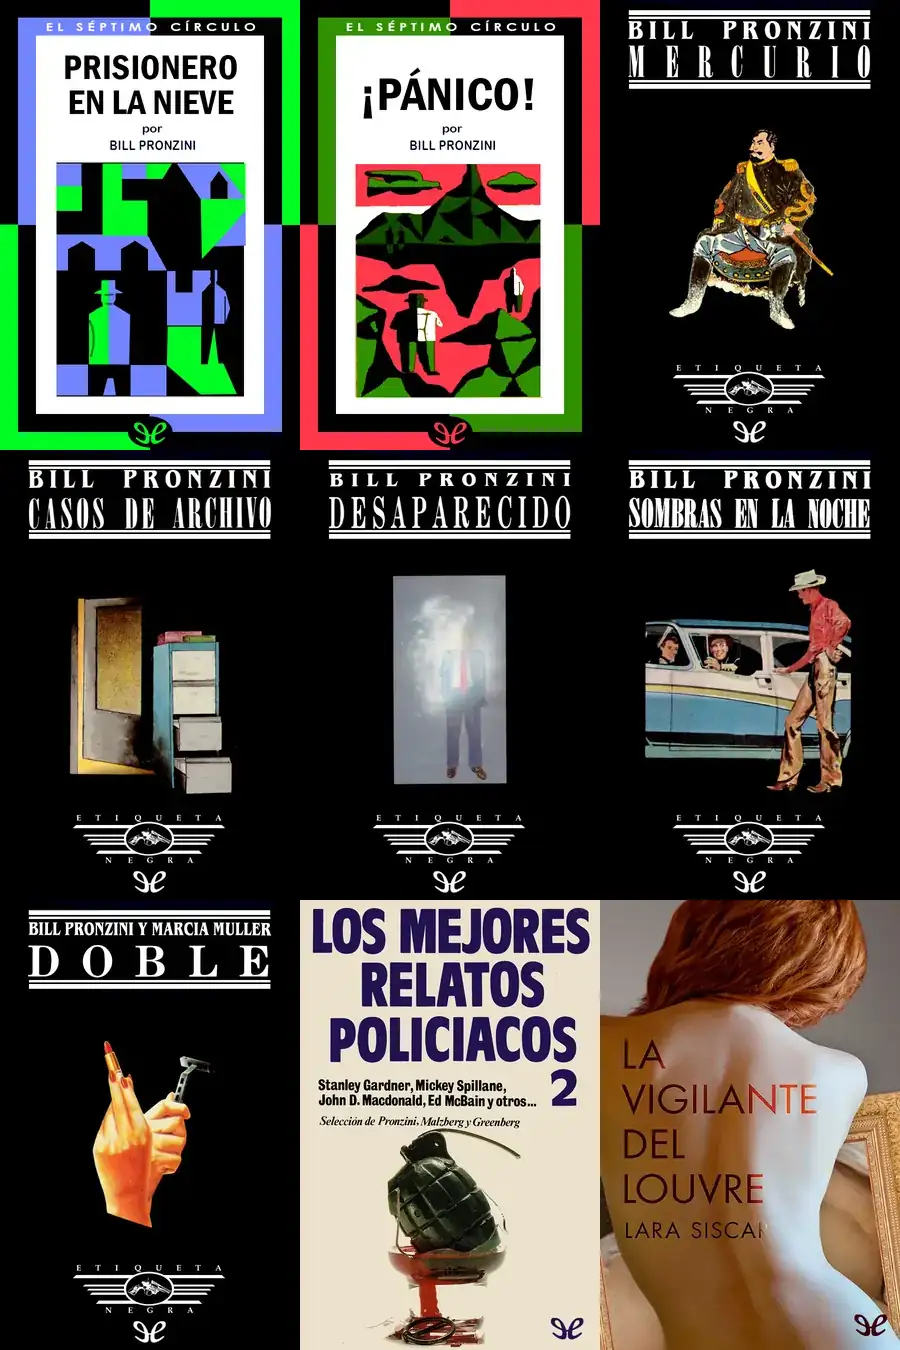 EL SÉPTIMO CÍRCULO
PRISIONERO
EN LA NIEVE
por
BILL PRONZINI
EL SÉPTIMO CÍRCULO
¡PÁNICO!
por
BILL PRONZINI
BILL PRONZINI
MERCURIO
ETIQUETA
NEGRA
BILL PRONZINI
CASOS DE ARCHIVO
ETIQUETA
NEGRA
BILL PRONZINI
DESAPARECIDO
ETIQUETA
NEGRA
BILL PRONZINI
SOMBRAS EN LA NOCHE
ETIQUETA
NEGRA
BILL PRONZINI Y MARCIA MULLER
DOBLE
ETIQUETA
NEGRA
LOS MEJORES
RELATOS
POLICIACOS
2
Stanley Gardner, Mickey Spillane,
John D. Macdonald, Ed McBain y otros...
Selección de Pronzini, Malzberg y Greenberg
LA
VIGILANTE
DEL
LOUVRE
LARA SISCAR